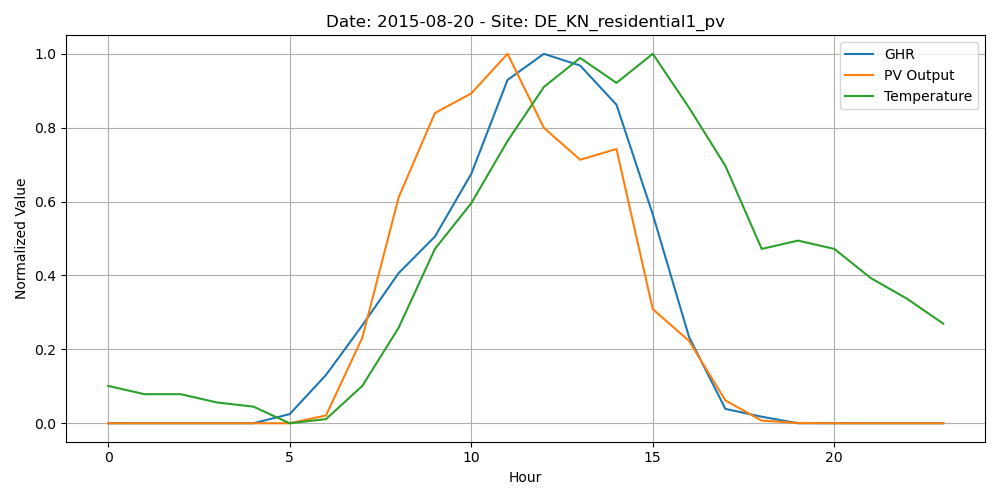 Date: 2015-08-20 - Site: DE_KN_residential1_pv
GHR
PV Output
Temperature
Normalized Value
1.0
0.8
0.6
0.4
0.2
0.0
0 5 10 15 20
Hour